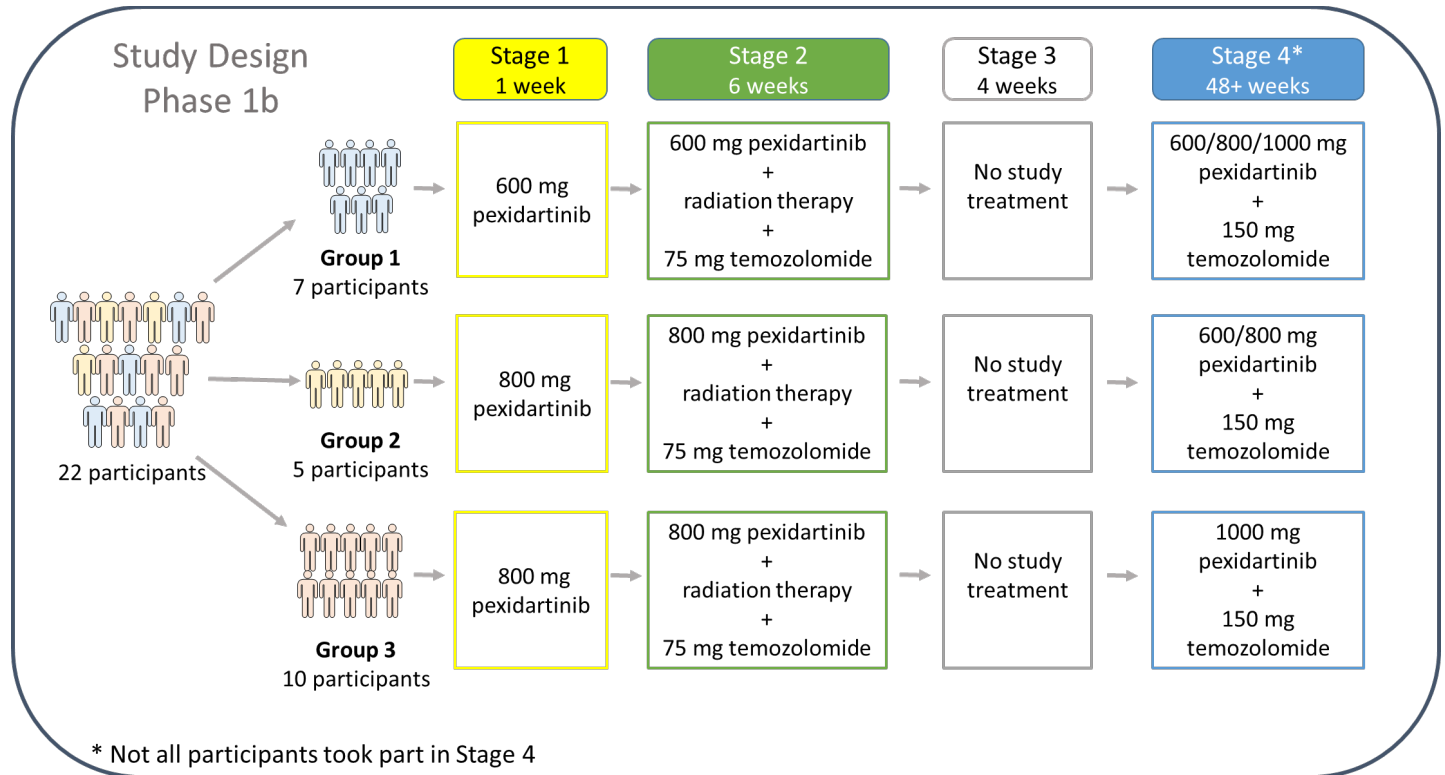 Study Design
Phase 1b
Stage 1
1 week
Stage 2
6 weeks
Stage 3
4 weeks
Stage 4*
48+ weeks
22 participants
Group 1
7 participants
600 mg
pexidartinib
600 mg pexidartinib
+
radiation therapy
+
75 mg temozolomide
No study
treatment
600/800/1000 mg
pexidartinib
+
150 mg
temozolomide
Group 2
5 participants
800 mg
pexidartinib
800 mg pexidartinib
+
radiation therapy
+
75 mg temozolomide
No study
treatment
600/800 mg
pexidartinib
+
150 mg
temozolomide
Group 3
10 participants
800 mg
pexidartinib
800 mg pexidartinib
+
radiation therapy
+
75 mg temozolomide
No study
treatment
1000 mg
pexidartinib
+
150 mg
temozolomide
* Not all participants took part in Stage 4